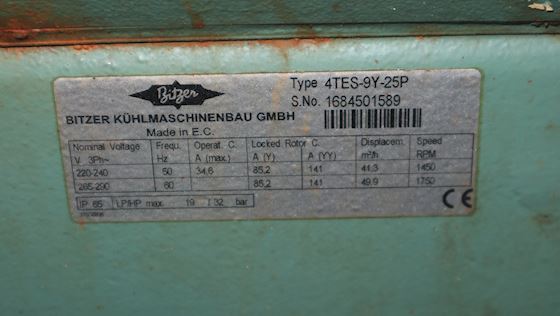 Bitzer
Type 4TES-9Y-25P
S.No. 1684501589
BITZER KÜHLMASCHINENBAU GMBH
Made in E.C.
Nominal Voltage Frequ. Operat. C. Locked Rotor C. Displacem. Speed
V 3Ph~ Hz A (max.) A (Y) A (YY) m³/h RPM
220-240 50 34,6 85,2 141 41,3 1450
265-290 60 85,2 141 49,9 1750
IP 65 LP/HP max. 19 / 32 bar
CE